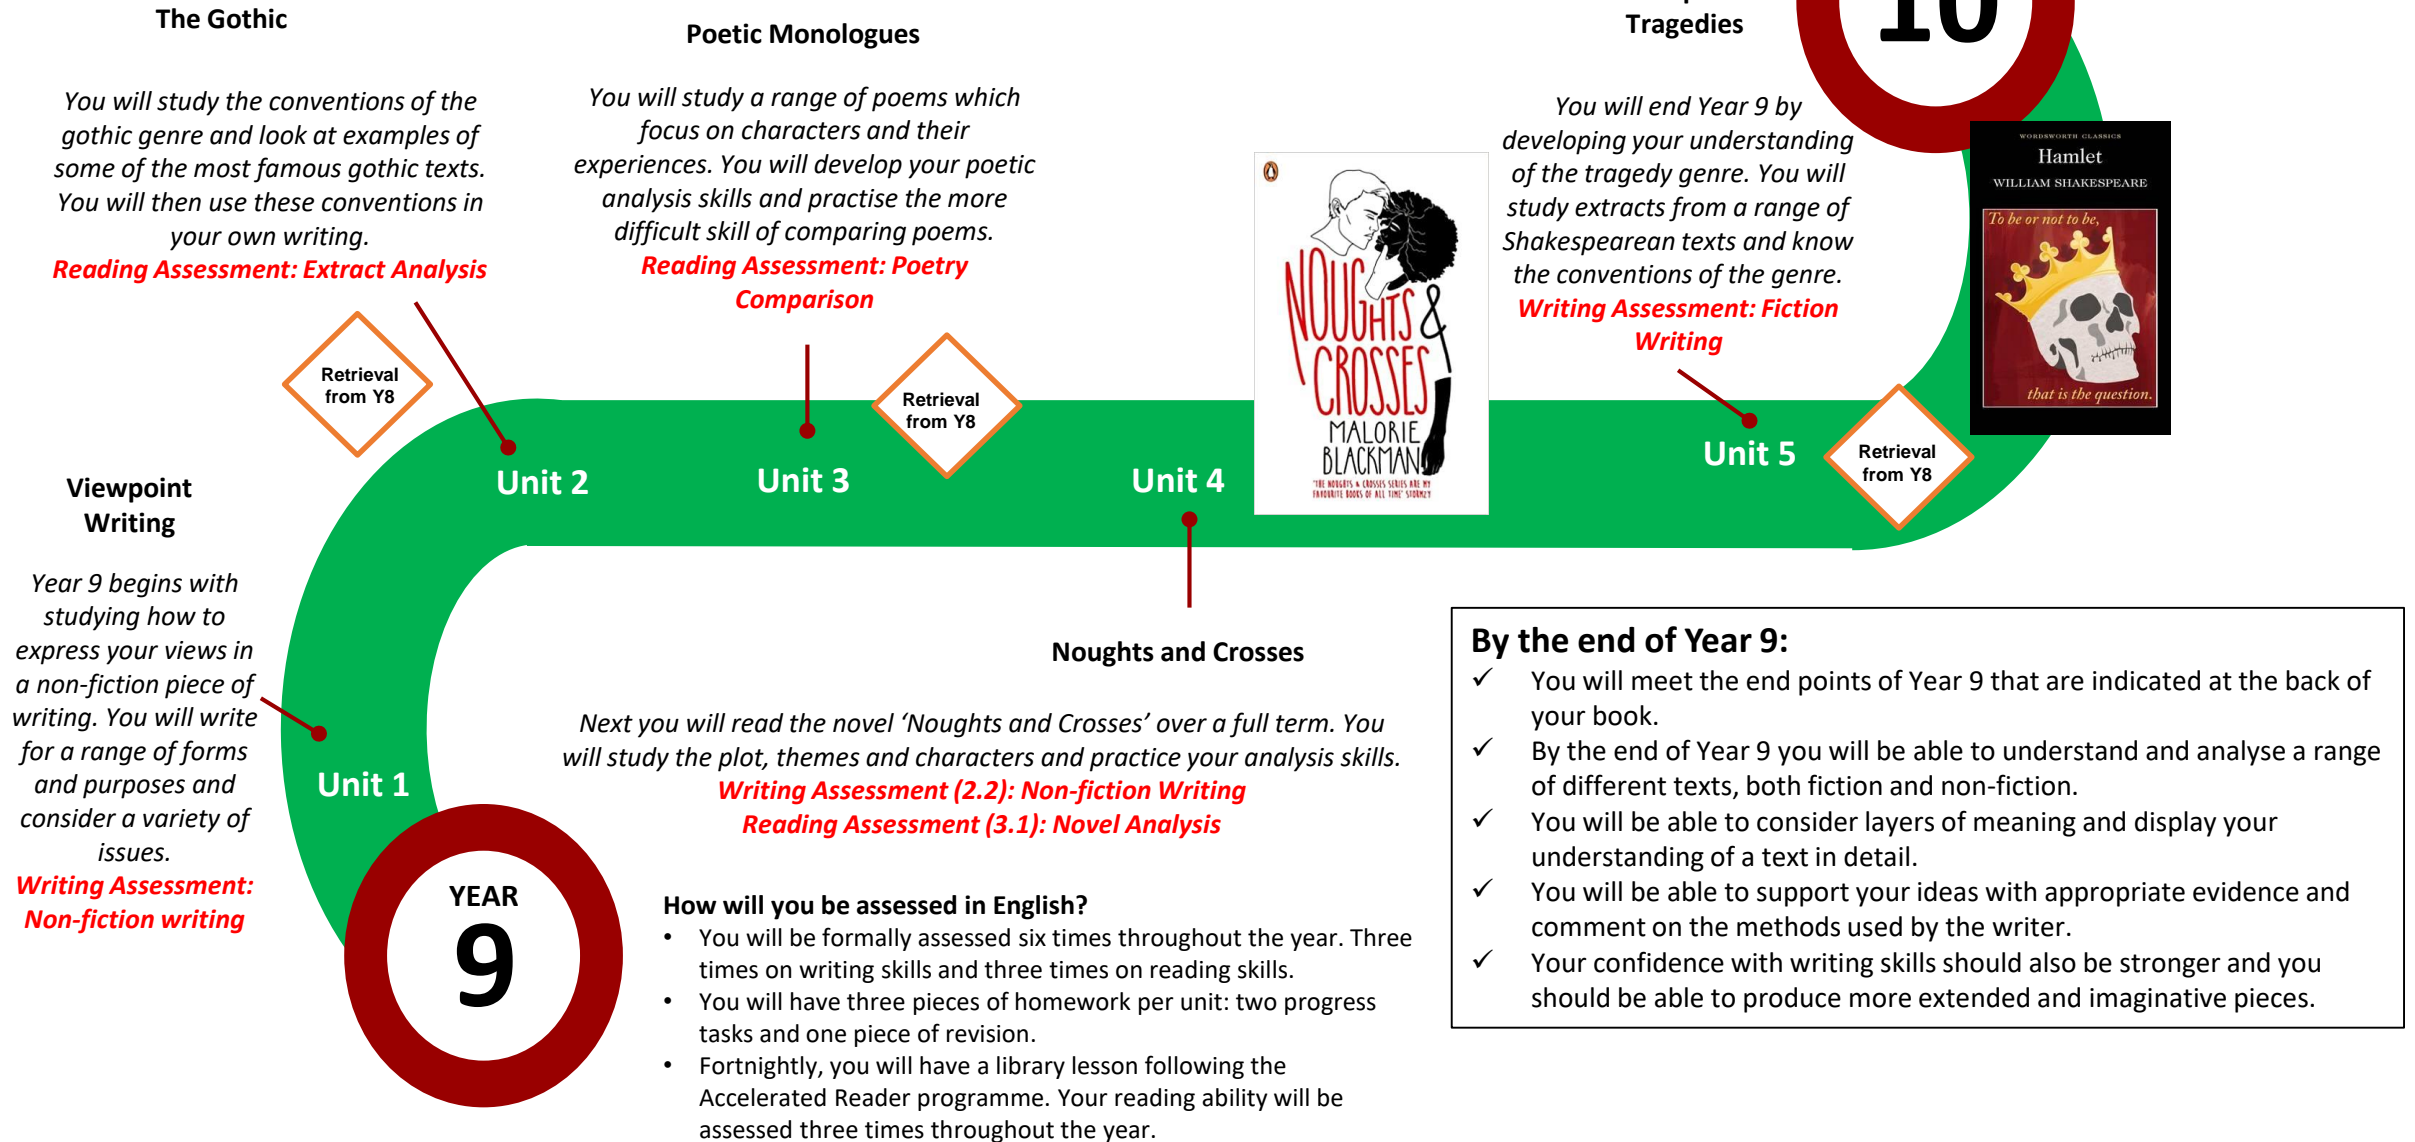 The Gothic
You will study the conventions of the
gothic genre and look at examples of
some of the most famous gothic texts.
You will then use these conventions in
your own writing.
Reading Assessment: Extract Analysis
Poetic Monologues
You will study a range of poems which
focus on characters and their
experiences. You will develop your poetic
analysis skills and practise the more
difficult skill of comparing poems.
Reading Assessment: Poetry
Comparison
Tragedies
You will end Year 9 by
developing your understanding
of the tragedy genre. You will
study extracts from a range of
Shakespearean texts and know
the conventions of the genre.
Writing Assessment: Fiction
Writing
10
WORDSWORTH CLASSICS
Hamlet
WILLIAM SHAKESPEARE
To be or not to be,
that is the question.
NOUGHTS &
CROSSES
MALORIE
BLACKMAN
'THE NOUGHTS & CROSSES SERIES ARE MY
FAVOURITE BOOKS OF ALL TIME' STORMZY
Retrieval
from Y8
Retrieval
from Y8
Retrieval
from Y8
Unit 2
Unit 3
Unit 4
Unit 5
Viewpoint
Writing
Year 9 begins with
studying how to
express your views in
a non-fiction piece of
writing. You will write
for a range of forms
and purposes and
consider a variety of
issues.
Writing Assessment:
Non-fiction writing
Unit 1
YEAR
9
Noughts and Crosses
Next you will read the novel ‘Noughts and Crosses’ over a full term. You
will study the plot, themes and characters and practice your analysis skills.
Writing Assessment (2.2): Non-fiction Writing
Reading Assessment (3.1): Novel Analysis
How will you be assessed in English?
• You will be formally assessed six times throughout the year. Three
times on writing skills and three times on reading skills.
• You will have three pieces of homework per unit: two progress
tasks and one piece of revision.
• Fortnightly, you will have a library lesson following the
Accelerated Reader programme. Your reading ability will be
assessed three times throughout the year.
By the end of Year 9:
✓ You will meet the end points of Year 9 that are indicated at the back of
your book.
✓ By the end of Year 9 you will be able to understand and analyse a range
of different texts, both fiction and non-fiction.
✓ You will be able to consider layers of meaning and display your
understanding of a text in detail.
✓ You will be able to support your ideas with appropriate evidence and
comment on the methods used by the writer.
✓ Your confidence with writing skills should also be stronger and you
should be able to produce more extended and imaginative pieces.